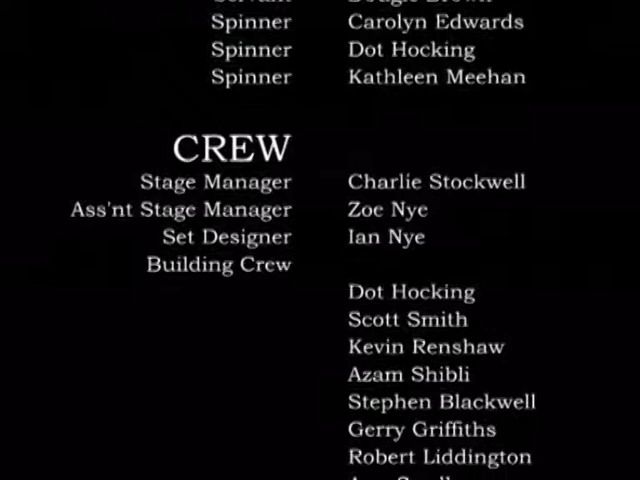 Spinner Carolyn Edwards
Spinner Dot Hocking
Spinner Kathleen Meehan
CREW
Stage Manager Charlie Stockwell
Ass'nt Stage Manager Zoe Nye
Set Designer Ian Nye
Building Crew
Dot Hocking
Scott Smith
Kevin Renshaw
Azam Shibli
Stephen Blackwell
Gerry Griffiths
Robert Liddington